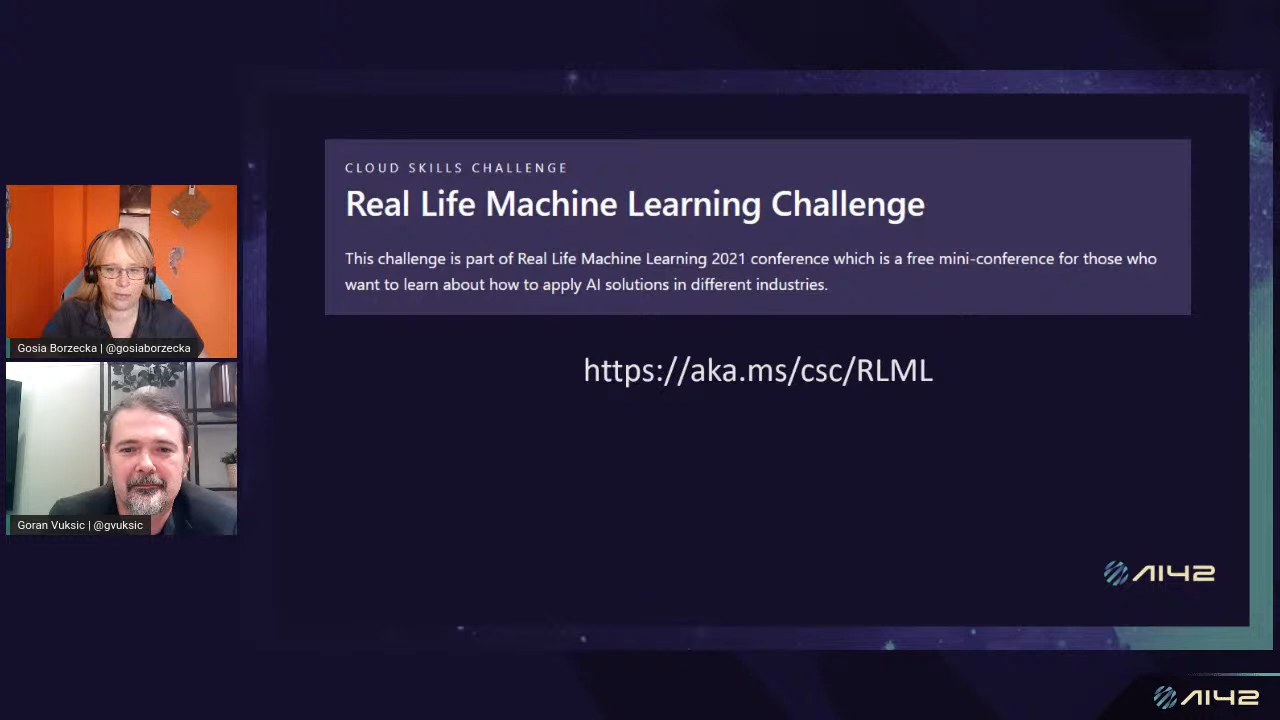 CLOUD SKILLS CHALLENGE
Real Life Machine Learning Challenge
This challenge is part of Real Life Machine Learning 2021 conference which is a free mini-conference for those who
want to learn about how to apply AI solutions in different industries.
https://aka.ms/csc/RLML
Gosia Borzecka | @gosiaborzecka
Goran Vuksic | @gvuksic
AI42
AI42